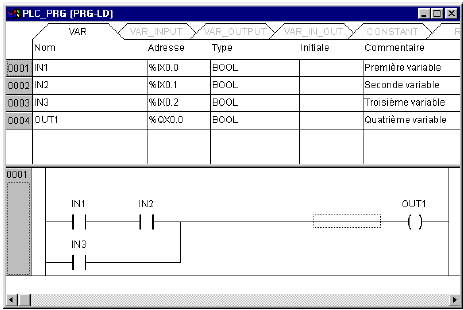 PLC_PRG (PRG-LD)
VAR VAR_INPUT VAR_OUTPUT VAR_IN_OUT CONSTANT R
Nom Adresse Type Initiale Commentaire
0001 IN1 %IX0.0 BOOL Première variable
0002 IN2 %IX0.1 BOOL Seconde variable
0003 IN3 %IX0.2 BOOL Troisième variable
0004 OUT1 %QX0.0 BOOL Quatrième variable
0001
IN1 IN2 OUT1
IN3